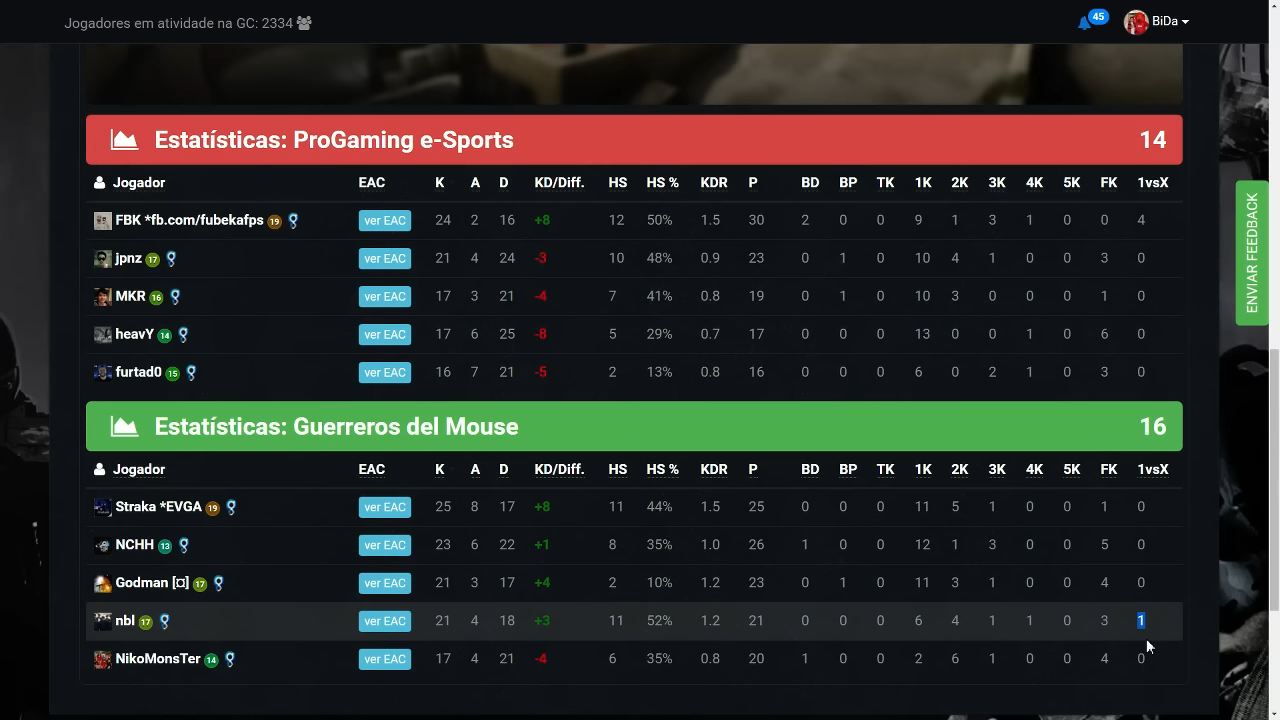 Jogadores em atividade na GC: 2334
45
BiDa
Estatísticas: ProGaming e-Sports 14
Jogador EAC K A D KD/Diff. HS HS % KDR P BD BP TK 1K 2K 3K 4K 5K FK 1vsX
FBK *fb.com/fubekafps 19 ver EAC 24 2 16 +8 12 50% 1.5 30 2 0 0 9 1 3 1 0 0 4
jpnz 17 ver EAC 21 4 24 -3 10 48% 0.9 23 0 1 0 10 4 1 0 0 3 0
MKR 16 ver EAC 17 3 21 -4 7 41% 0.8 19 0 1 0 10 3 0 0 0 1 0
heavY 14 ver EAC 17 6 25 -8 5 29% 0.7 17 0 0 0 13 0 0 1 0 6 0
furtad0 15 ver EAC 16 7 21 -5 2 13% 0.8 16 0 0 0 6 0 2 1 0 3 0
Estatísticas: Guerreros del Mouse 16
Jogador EAC K A D KD/Diff. HS HS % KDR P BD BP TK 1K 2K 3K 4K 5K FK 1vsX
Straka *EVGA 19 ver EAC 25 8 17 +8 11 44% 1.5 25 0 0 0 11 5 1 0 0 1 0
NCHH 13 ver EAC 23 6 22 +1 8 35% 1.0 26 1 0 0 12 1 3 0 0 5 0
Godman [¤] 17 ver EAC 21 3 17 +4 2 10% 1.2 23 0 1 0 11 3 1 0 0 4 0
nbl 17 ver EAC 21 4 18 +3 11 52% 1.2 21 0 0 0 6 4 1 1 0 3 1
NikoMonsTer 14 ver EAC 17 4 21 -4 6 35% 0.8 20 1 0 0 2 6 1 0 0 4 0
ENVIAR FEEDBACK